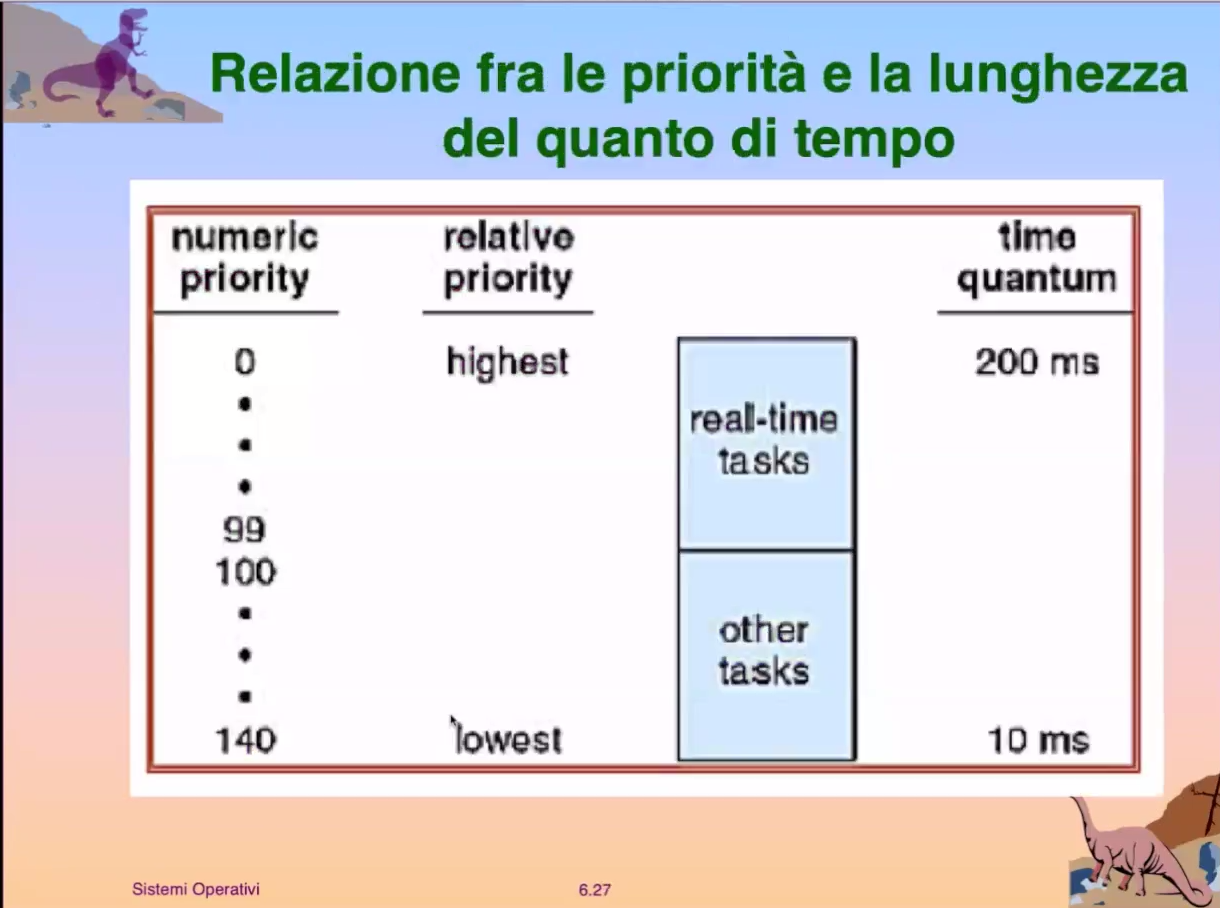 Relazione fra le priorità e la lunghezza
del quanto di tempo
numeric priority
relative priority
time quantum
0
highest
200 ms
•
•
•
real-time
tasks
99
100
•
•
•
other
tasks
140
lowest
10 ms
Sistemi Operativi
6.27